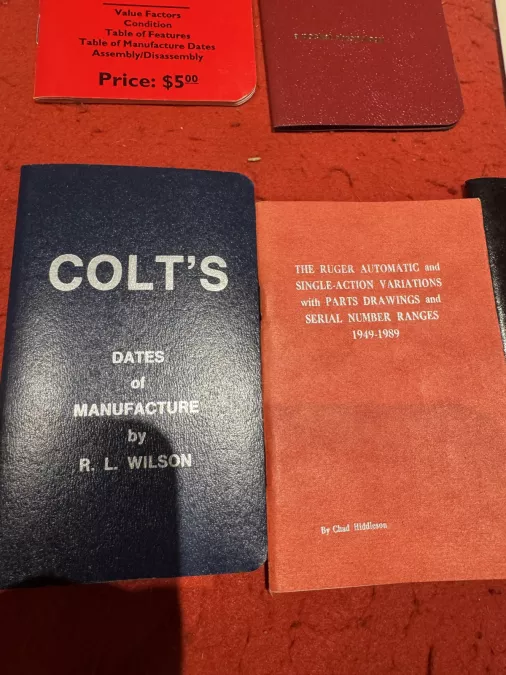 Value Factors
Condition
Table of Features
Table of Manufacture Dates
Assembly/Disassembly
Price: $5⁰⁰
COLT'S
DATES
of
MANUFACTURE
by
R. L. WILSON
THE RUGER AUTOMATIC and
SINGLE-ACTION VARIATIONS
with PARTS DRAWINGS and
SERIAL NUMBER RANGES
1949-1989
By Chad Hiddleson